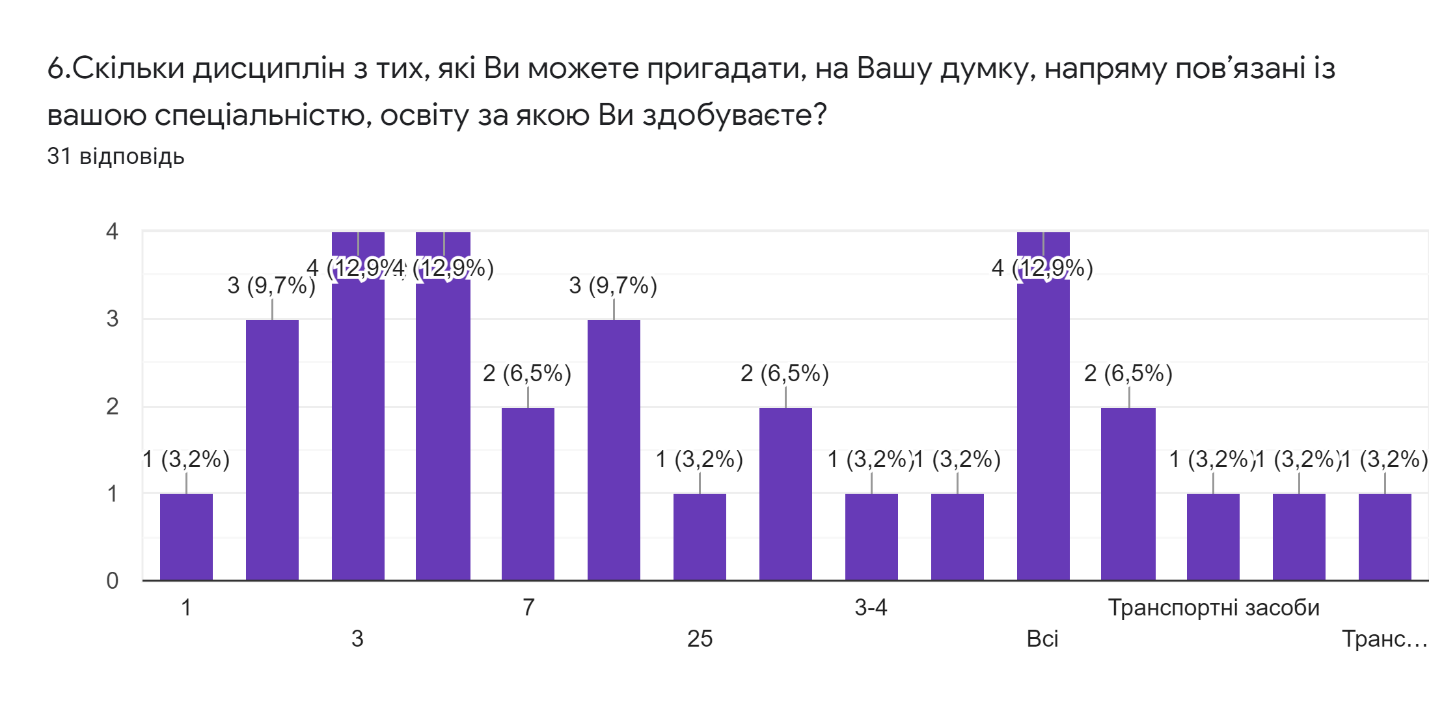 6.Скільки дисциплін з тих, які Ви можете пригадати, на Вашу думку, напряму пов’язані із
вашою спеціальністю, освіту за якою Ви здобуваєте?
31 відповідь
4
4 (12,9%) 4 (12,9%) 4 (12,9%)
3 (9,7%) 3 (9,7%)
3
2 (6,5%) 2 (6,5%) 2 (6,5%)
2
1 (3,2%) 1 (3,2%) 1 (3,2%) 1 (3,2%) 1 (3,2%) 1 (3,2%) 1 (3,2%)
1
0
1 7 3-4 Транспортні засоби
3 25 Всі Транс…